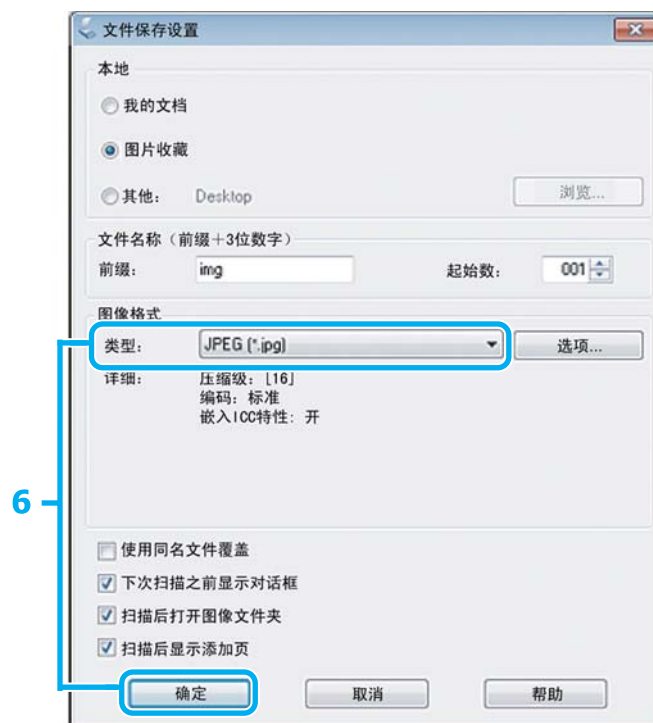 文件保存设置
本地
我的文档
图片收藏
其他： Desktop 浏览...
文件名称（前缀＋3位数字）
前缀： img 起始数： 001
图像格式
类型： JPEG (*.jpg) 选项...
详细： 压缩级：[16]
编码：标准
嵌入ICC特性：开
6
使用同名文件覆盖
下次扫描之前显示对话框
扫描后打开图像文件夹
扫描后显示添加页
确定 取消 帮助